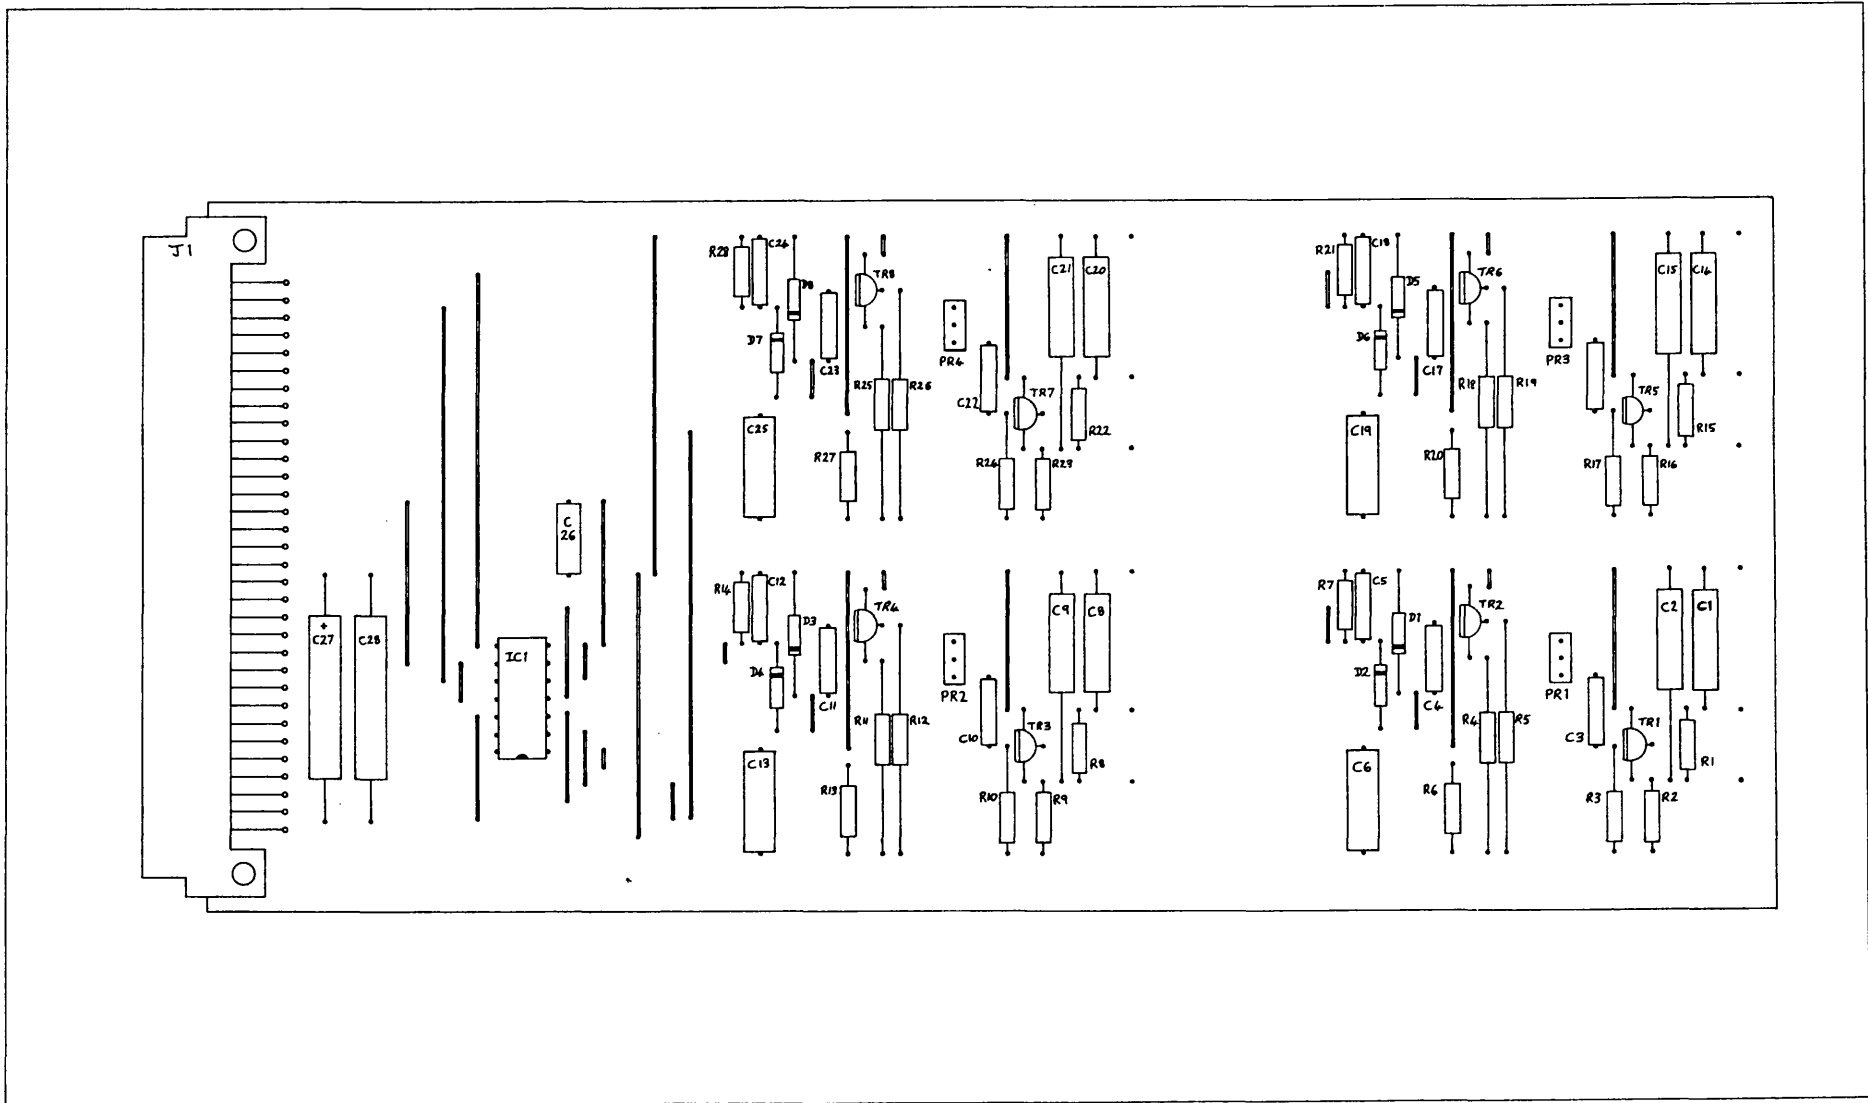 J1
R28
C24
D8
TR8
D7
C23
R25
R26
C25
R27
PR4
C21
C20
C22
TR7
R22
R24
R23
R21
C18
D5
TR6
D6
C17
R18
R19
C19
R20
PR3
C15
C14
TR5
R15
R17
R16
C
26
+
C27
C28
IC1
R14
C12
D3
TR4
D4
C11
R11
R12
C13
R13
PR2
C9
C8
C10
TR3
R8
R10
R9
R7
C5
D1
TR2
D2
C4
R4
R5
C6
R6
PR1
C2
C1
C3
TR1
R1
R3
R2